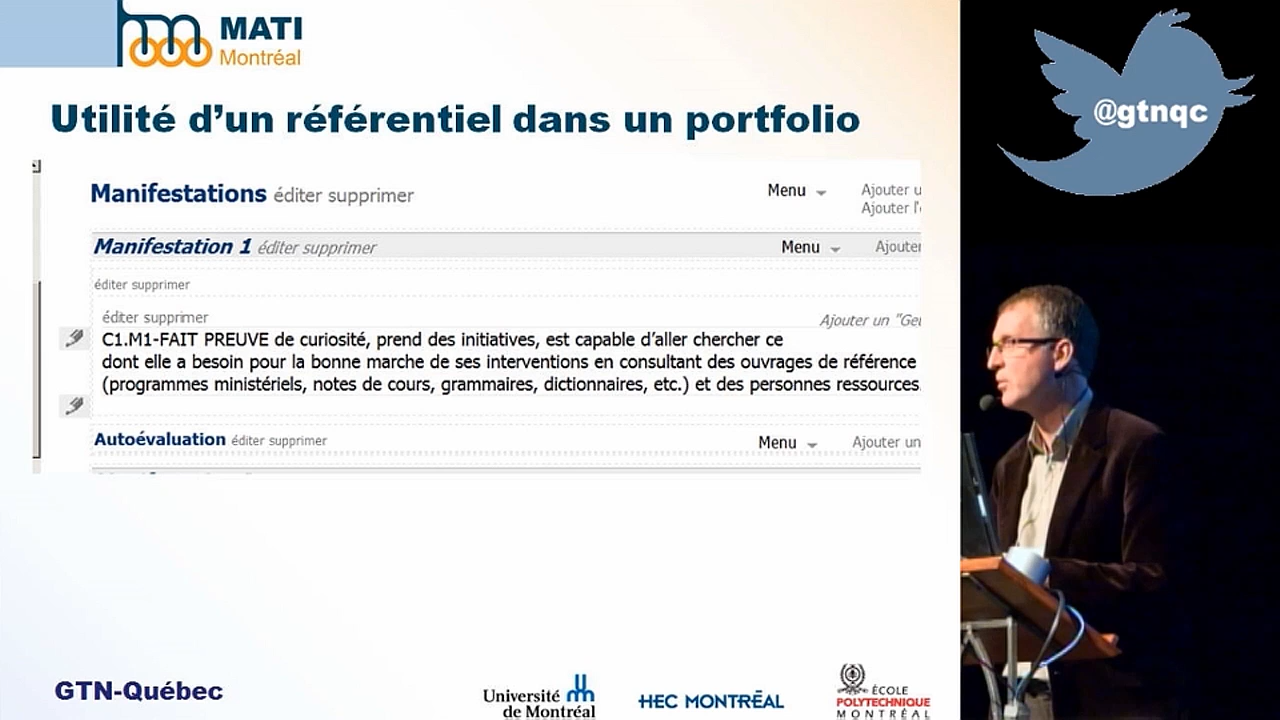 MATI
Montréal
@gtnqc
Utilité d'un référentiel dans un portfolio
Manifestations éditer supprimer Menu Ajouter u
Ajouter l'
Manifestation 1 éditer supprimer Menu Ajouter
éditer supprimer
éditer supprimer Ajouter un "Ge
C1.M1-FAIT PREUVE de curiosité, prend des initiatives, est capable d'aller chercher ce
dont elle a besoin pour la bonne marche de ses interventions en consultant des ouvrages de référence
(programmes ministériels, notes de cours, grammaires, dictionnaires, etc.) et des personnes ressources.
Autoévaluation éditer supprimer Menu Ajouter un
GTN-Québec
Université
de Montréal
HEC MONTRÉAL
ÉCOLE
POLYTECHNIQUE
MONTRÉAL